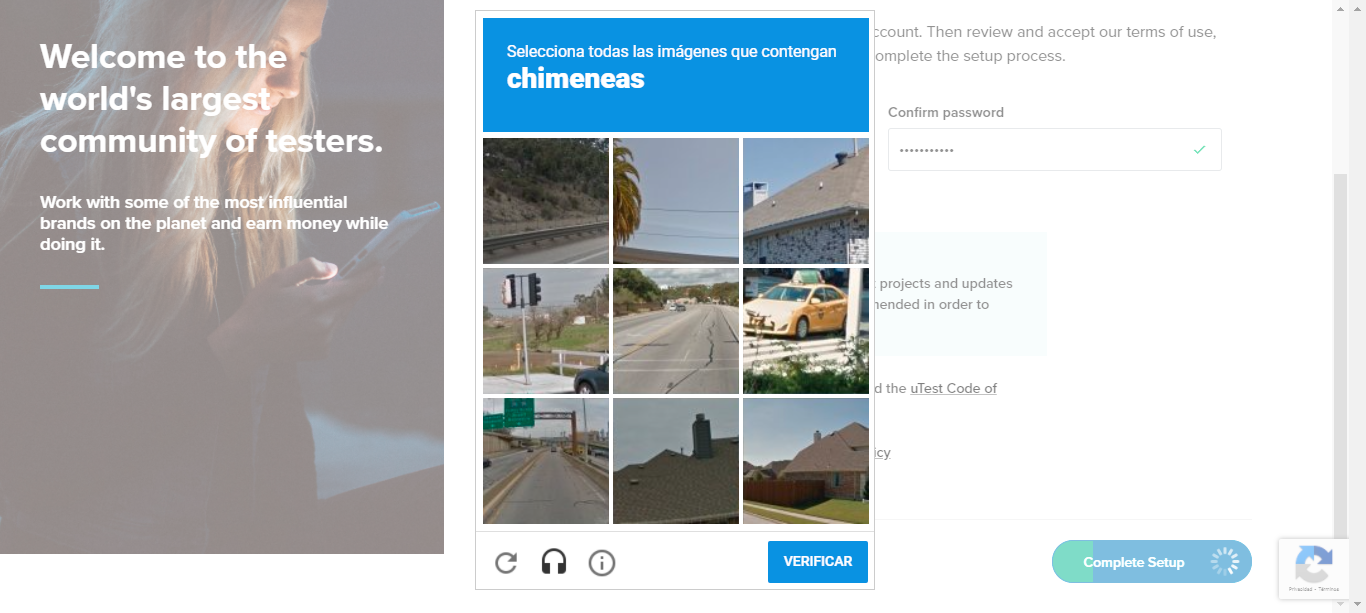 Welcome to the
world's largest
community of testers.
Work with some of the most influential
brands on the planet and earn money while
doing it.
Selecciona todas las imágenes que contengan
chimeneas
VERIFICAR
ccount. Then review and accept our terms of use,
omplete the setup process.
Confirm password
•••••••••••
projects and updates
nended in order to
d the uTest Code of
icy
Complete Setup
Privacidad - Términos